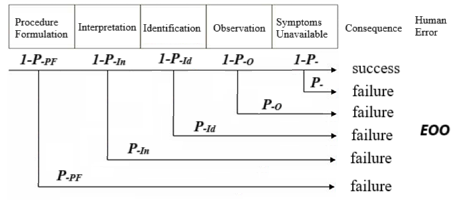 Procedure Formulation
Interpretation
Identification
Observation
Symptoms Unavailable
Consequence
Human Error
1-P-PF
1-P-In
1-P-Id
1-P-O
1-P-
success
P-
failure
P-O
failure
P-Id
failure
EOO
P-In
failure
P-PF
failure